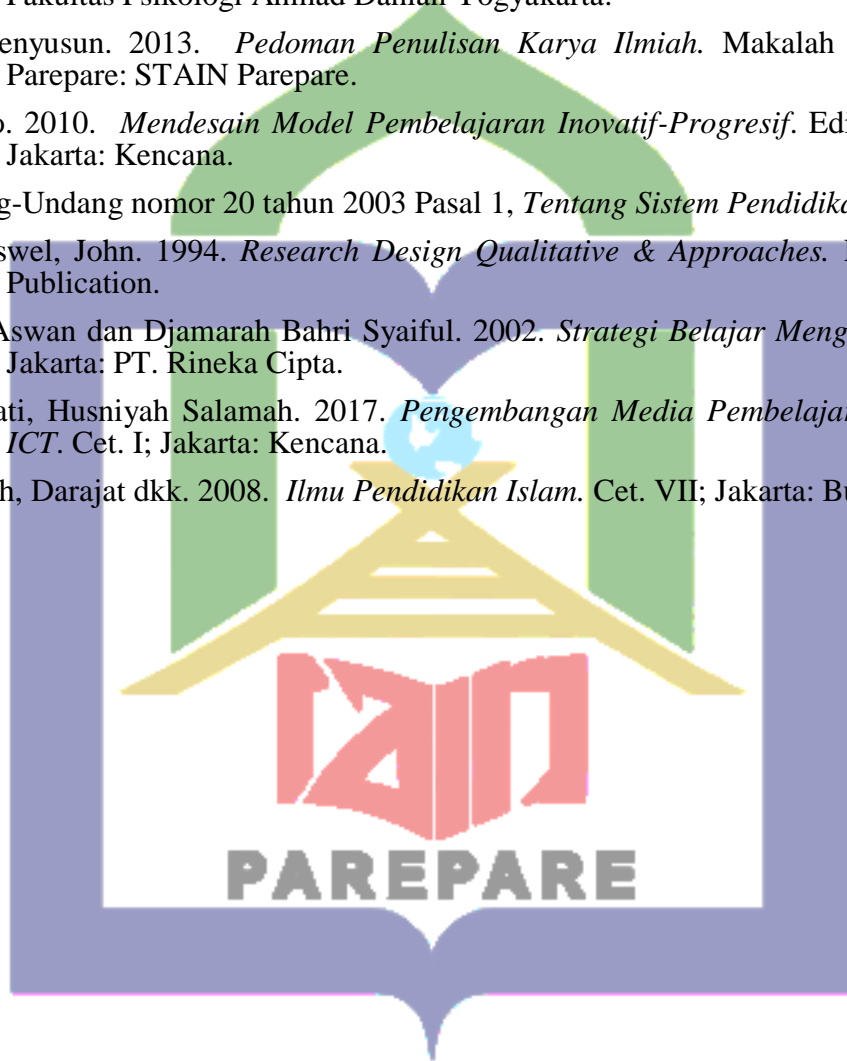 Fakultas Psikologi Ahmad Dahlan Yogyakarta.
enyusun. 2013. Pedoman Penulisan Karya Ilmiah. Makalah
Parepare: STAIN Parepare.
o. 2010. Mendesain Model Pembelajaran Inovatif-Progresif. Edi
Jakarta: Kencana.
g-Undang nomor 20 tahun 2003 Pasal 1, Tentang Sistem Pendidika
swel, John. 1994. Research Design Qualitative & Approaches.
Publication.
Aswan dan Djamarah Bahri Syaiful. 2002. Strategi Belajar Meng
Jakarta: PT. Rineka Cipta.
ati, Husniyah Salamah. 2017. Pengembangan Media Pembelajar
ICT. Cet. I; Jakarta: Kencana.
h, Darajat dkk. 2008. Ilmu Pendidikan Islam. Cet. VII; Jakarta: Bu
iain
PAREPARE